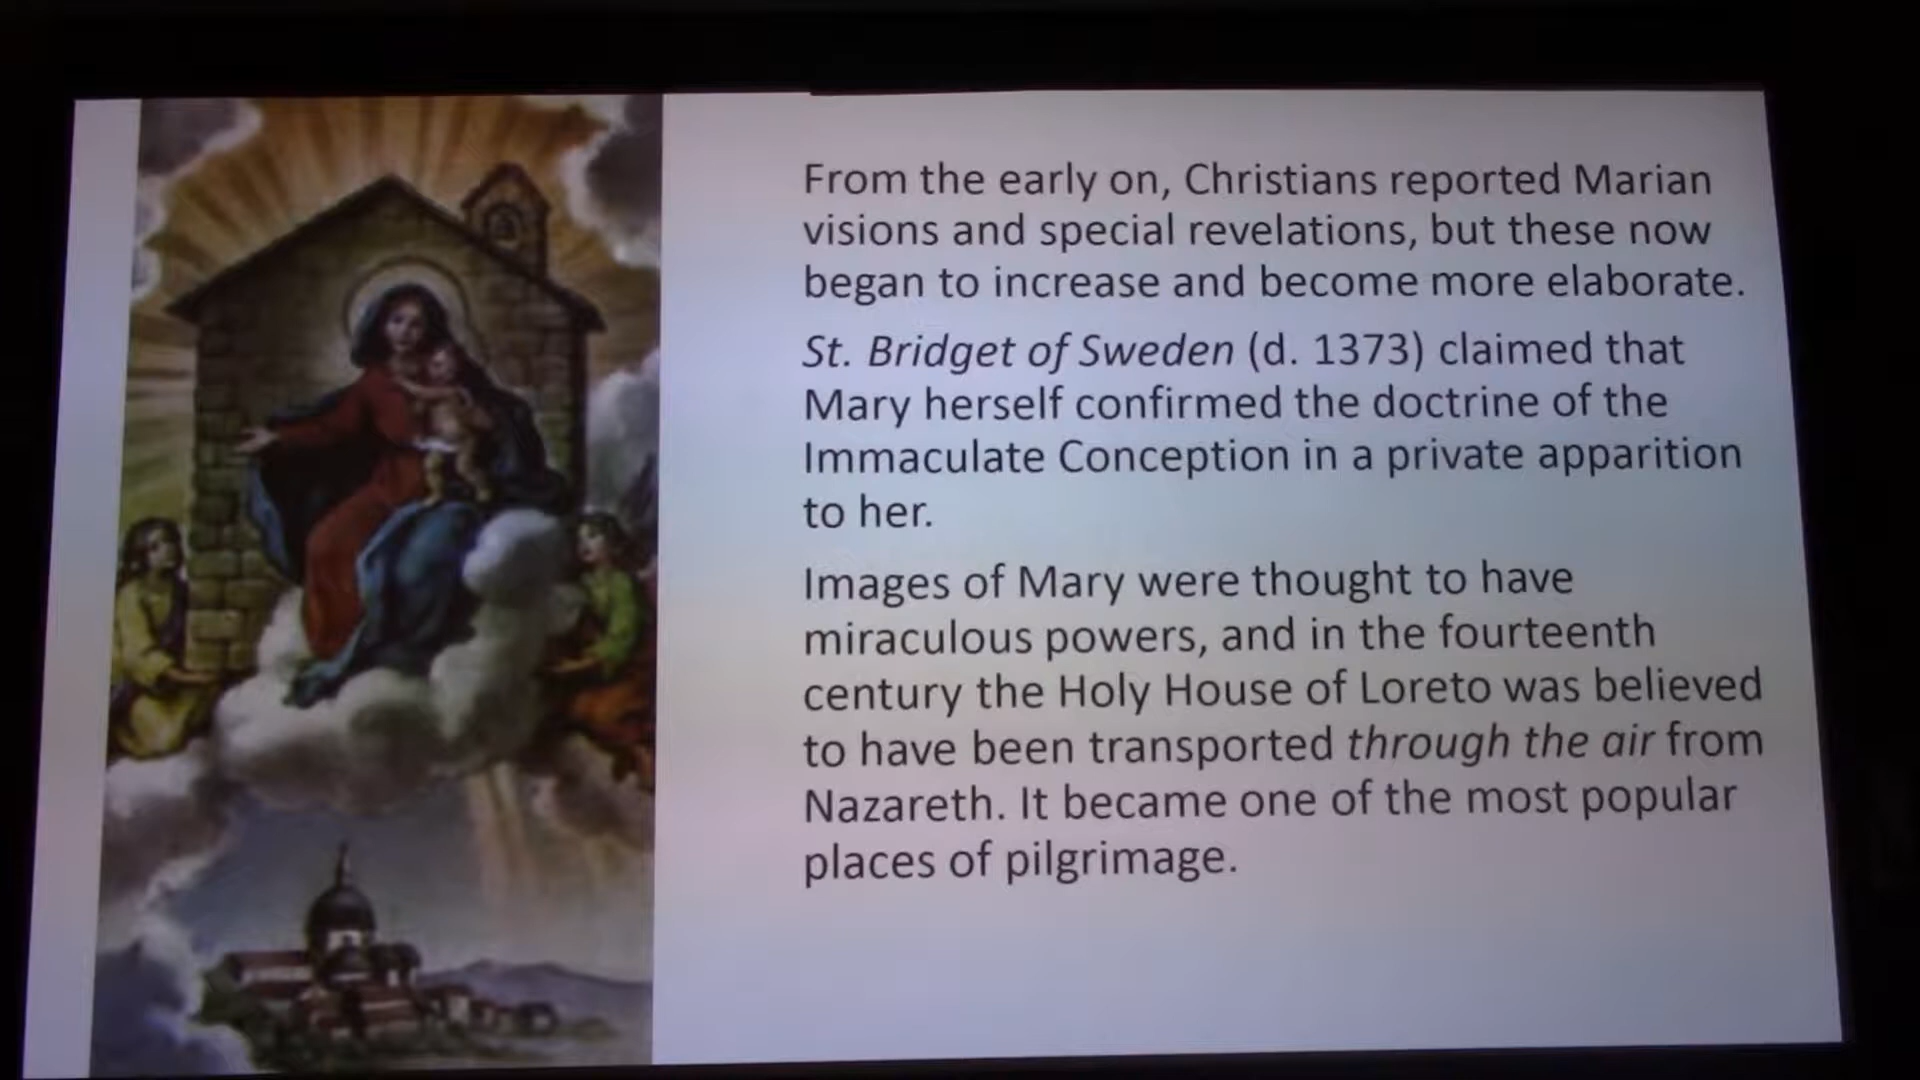 From the early on, Christians reported Marian
visions and special revelations, but these now
began to increase and become more elaborate.
St. Bridget of Sweden (d. 1373) claimed that
Mary herself confirmed the doctrine of the
Immaculate Conception in a private apparition
to her.
Images of Mary were thought to have
miraculous powers, and in the fourteenth
century the Holy House of Loreto was believed
to have been transported through the air from
Nazareth. It became one of the most popular
places of pilgrimage.